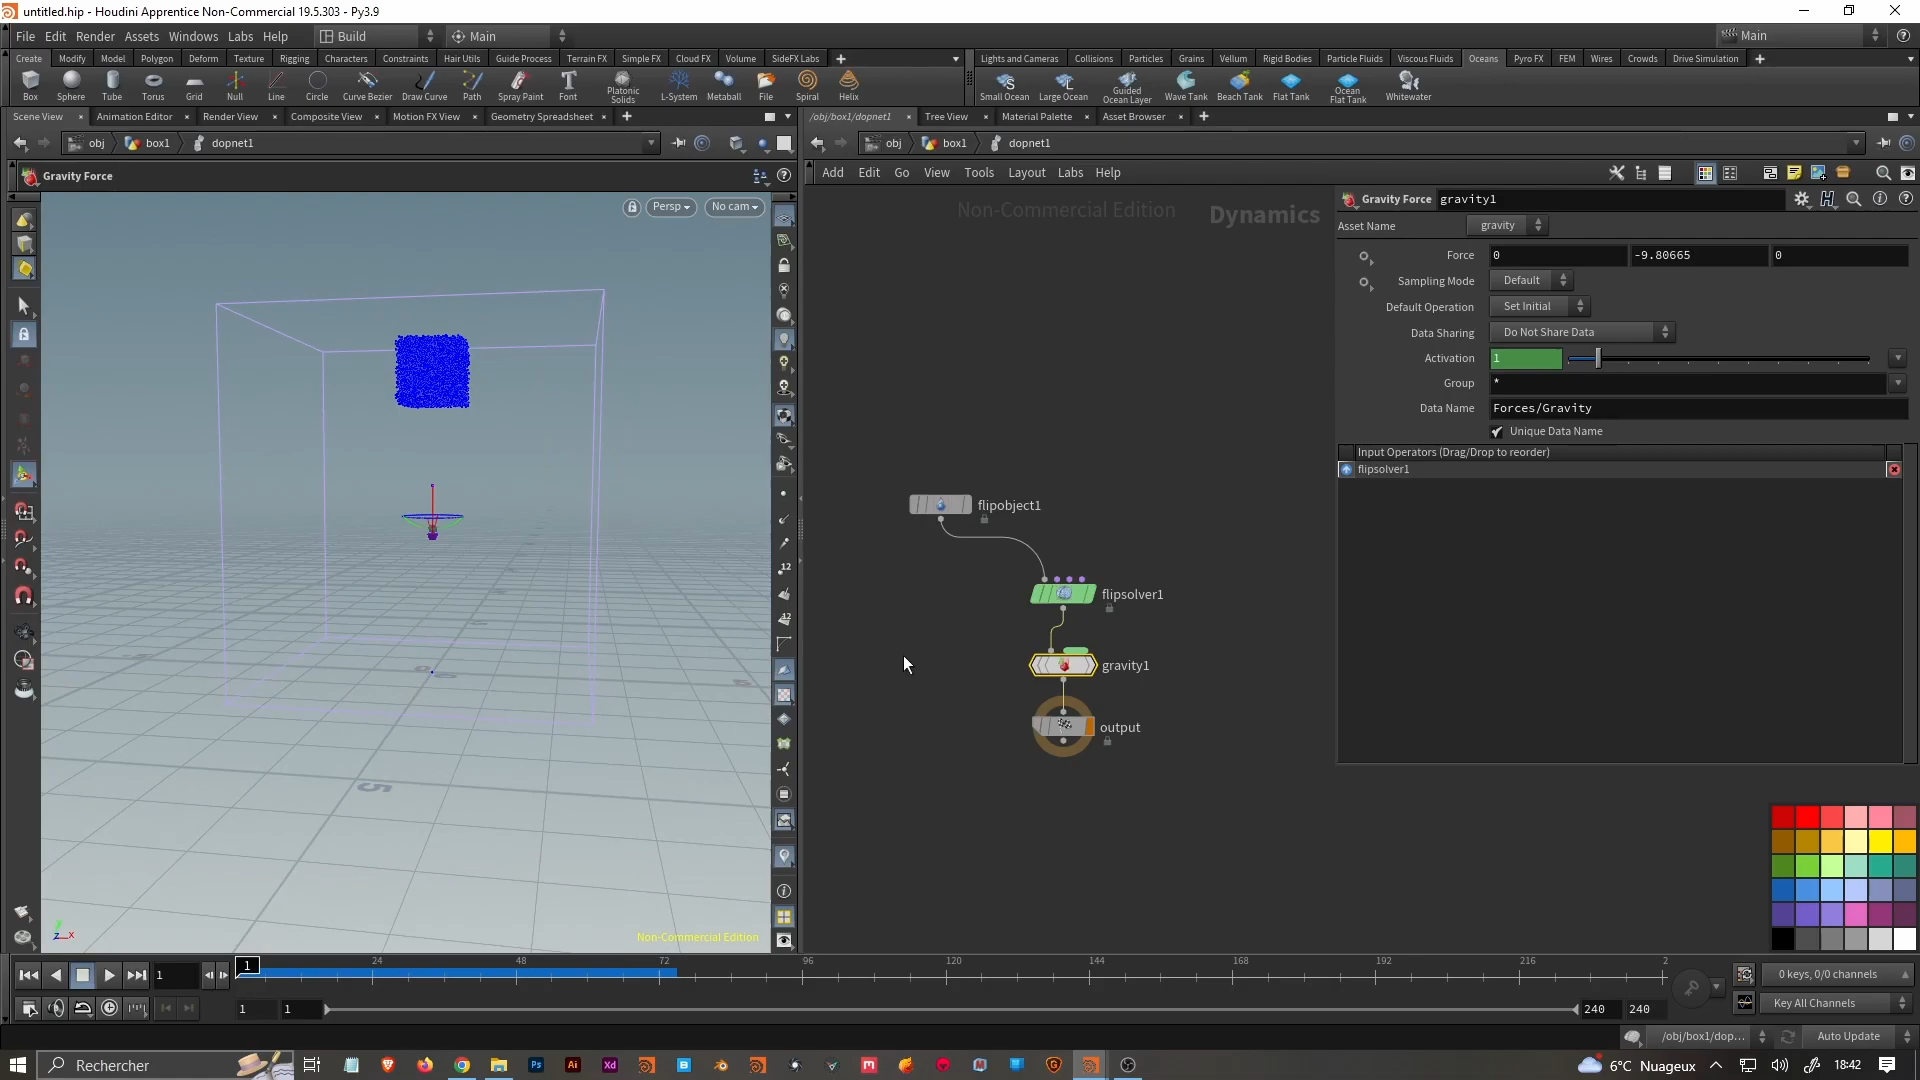 untitled.hip - Houdini Apprentice Non-Commercial 19.5.303 - Py3.9
File Edit Render Assets Windows Labs Help Build Main Main
Create Modify Model Polygon Deform Texture Rigging Characters Constraints Hair Utils Guide Process Terrain FX Simple FX Cloud FX Volume SideFX Labs
Lights and Cameras Collisions Particles Grains Vellum Rigid Bodies Particle Fluids Viscous Fluids Oceans Pyro FX FEM Wires Crowds Drive Simulation
Box Sphere Tube Torus Grid Null Line Circle Curve Bezier Draw Curve Path Spray Paint Font Platonic Solids L-System Metaball File Spiral Helix
Small Ocean Large Ocean Guided Ocean Layer Wave Tank Beach Tank Flat Tank Ocean Flat Tank Whitewater
Scene View Animation Editor Render View Composite View Motion FX View Geometry Spreadsheet
/obj/box1/dopnet1 Tree View Material Palette Asset Browser
obj box1 dopnet1
obj box1 dopnet1
Gravity Force
Add Edit Go View Tools Layout Labs Help
Persp No cam
Non-Commercial Edition Dynamics
Gravity Force gravity1
Asset Name gravity
Force 0 -9.80665 0
Sampling Mode Default
Default Operation Set Initial
Data Sharing Do Not Share Data
Activation 1
Group *
Data Name Forces/Gravity
Unique Data Name
Input Operators (Drag/Drop to reorder)
flipsolver1
flipobject1
flipsolver1
gravity1
output
12
12
5
Non-Commercial Edition
1 1 24 48 72 96 120 144 168 192 216 2
0 keys, 0/0 channels
1 1 240 240
Key All Channels
/obj/box1/dop... Auto Update
Rechercher
6°C Nuageux 18:42